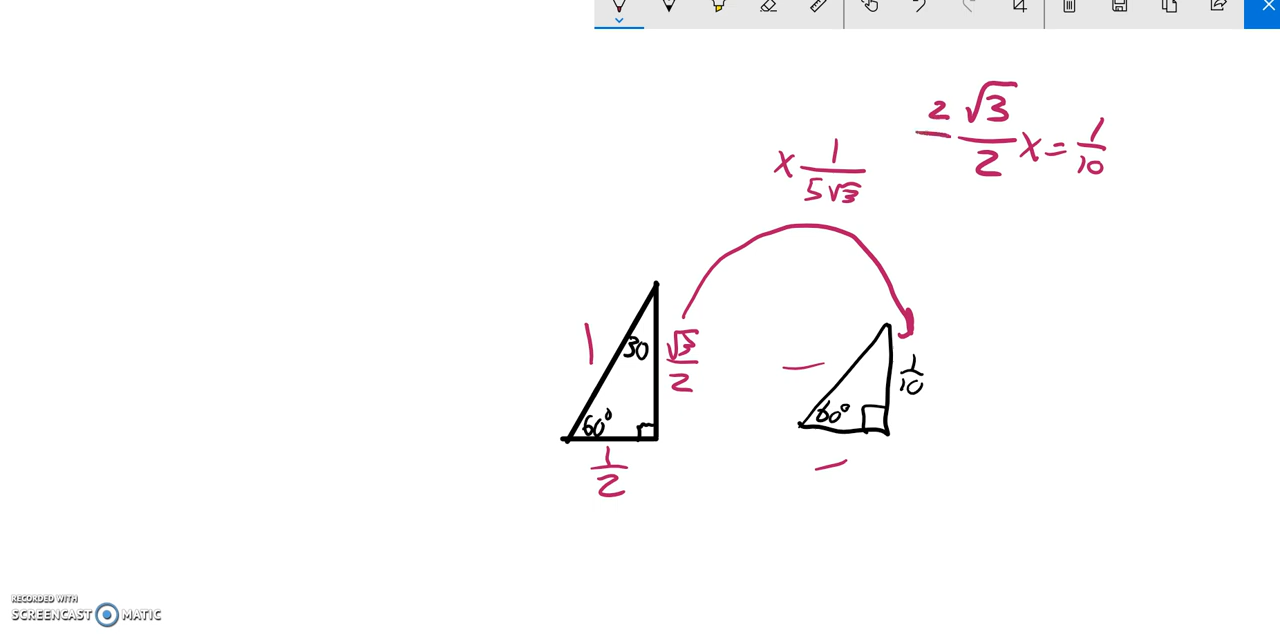 2 √3/2 x = 1/10
x 1/5√3
1
30
√3/2
60°
1/2
1/10
60°
RECORDED WITH
SCREENCAST MATIC